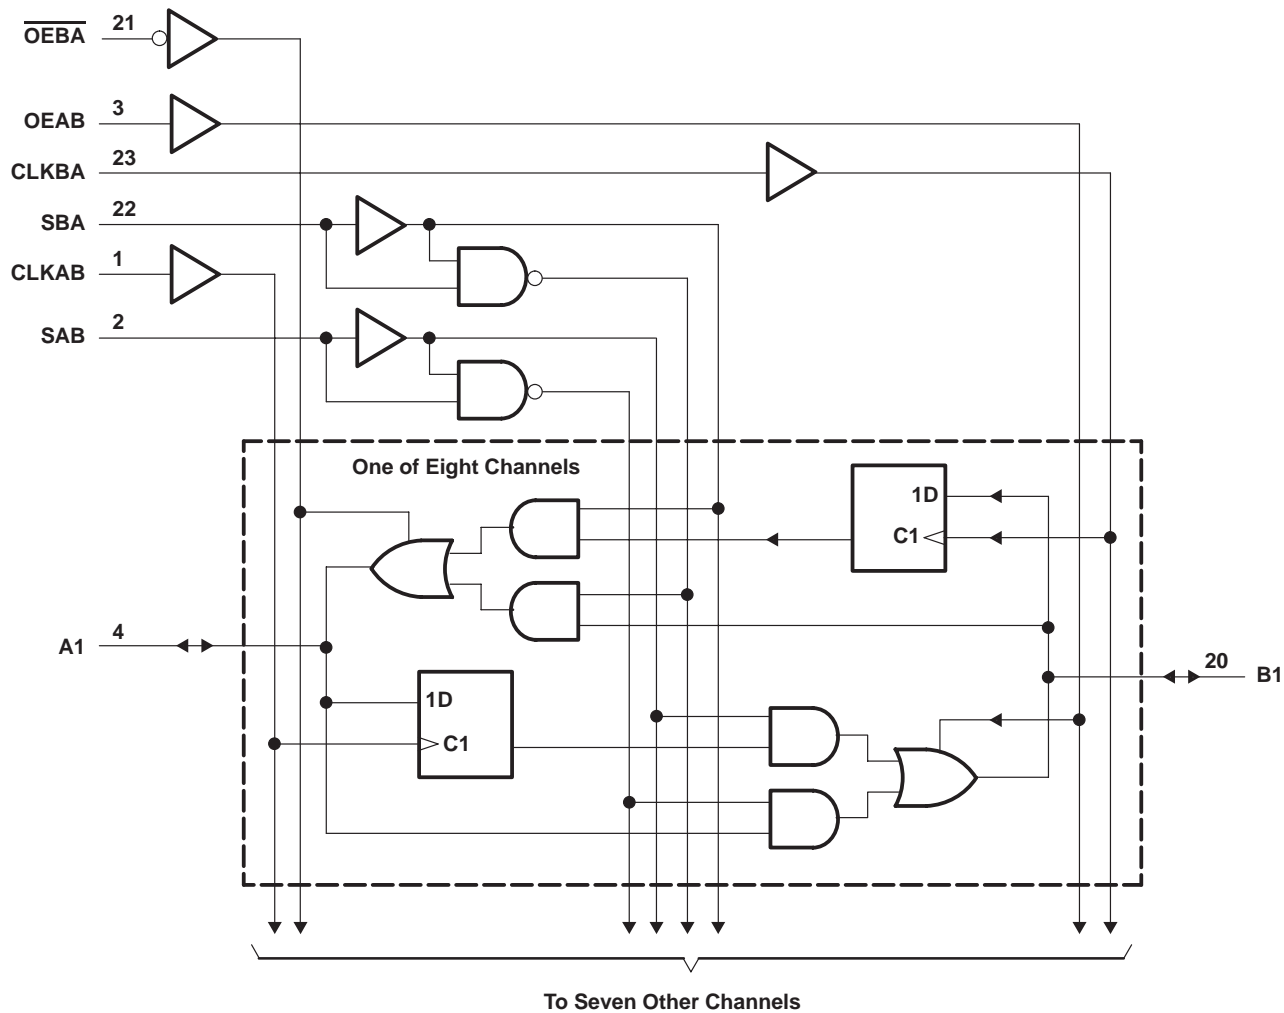 OEBA 21
OEAB 3
CLKBA 23
SBA 22
CLKAB 1
SAB 2
One of Eight Channels
1D
C1
A1 4
1D
C1
20 B1
To Seven Other Channels